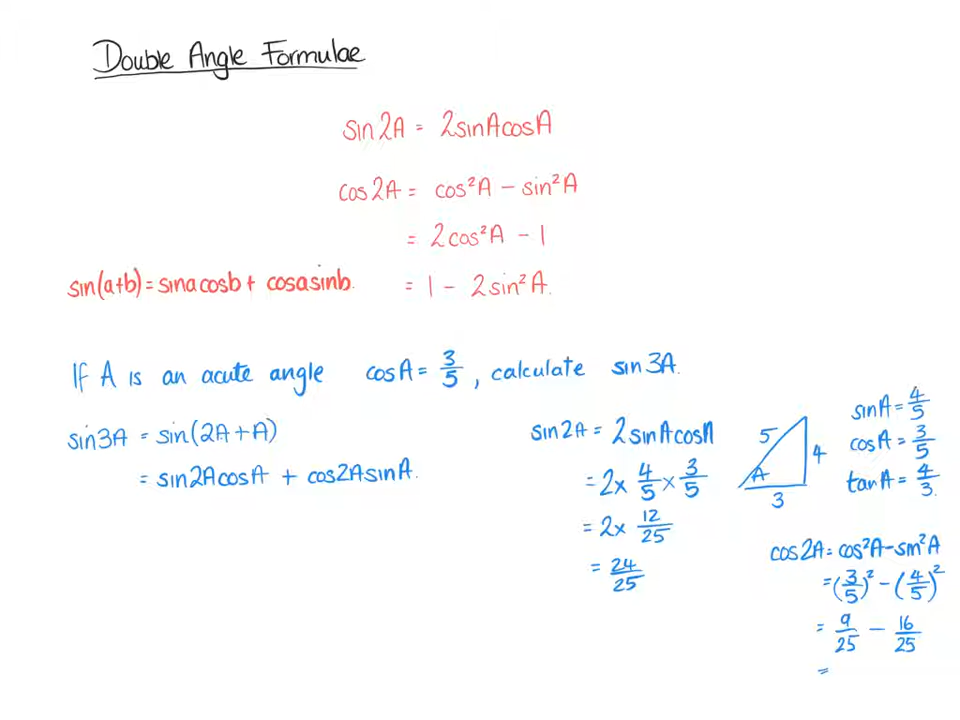 Double Angle Formulae
sin2A = 2sinAcosA
cos2A = cos²A − sin²A
= 2cos²A − 1
sin(a+b) = sinacosb + cosasinb.
= 1 − 2sin²A.
If A is an acute angle cosA = 3/5, calculate sin3A.
sin3A = sin(2A+A)
= sin2AcosA + cos2AsinA.
sin2A = 2sinAcosA
= 2× 4/5 × 3/5
= 2× 12/25
= 24/25
5
4
A
3
sinA = 4/5
cosA = 3/5
tanA = 4/3.
cos2A = cos²A − sin²A
= (3/5)² − (4/5)²
= 9/25 − 16/25
=